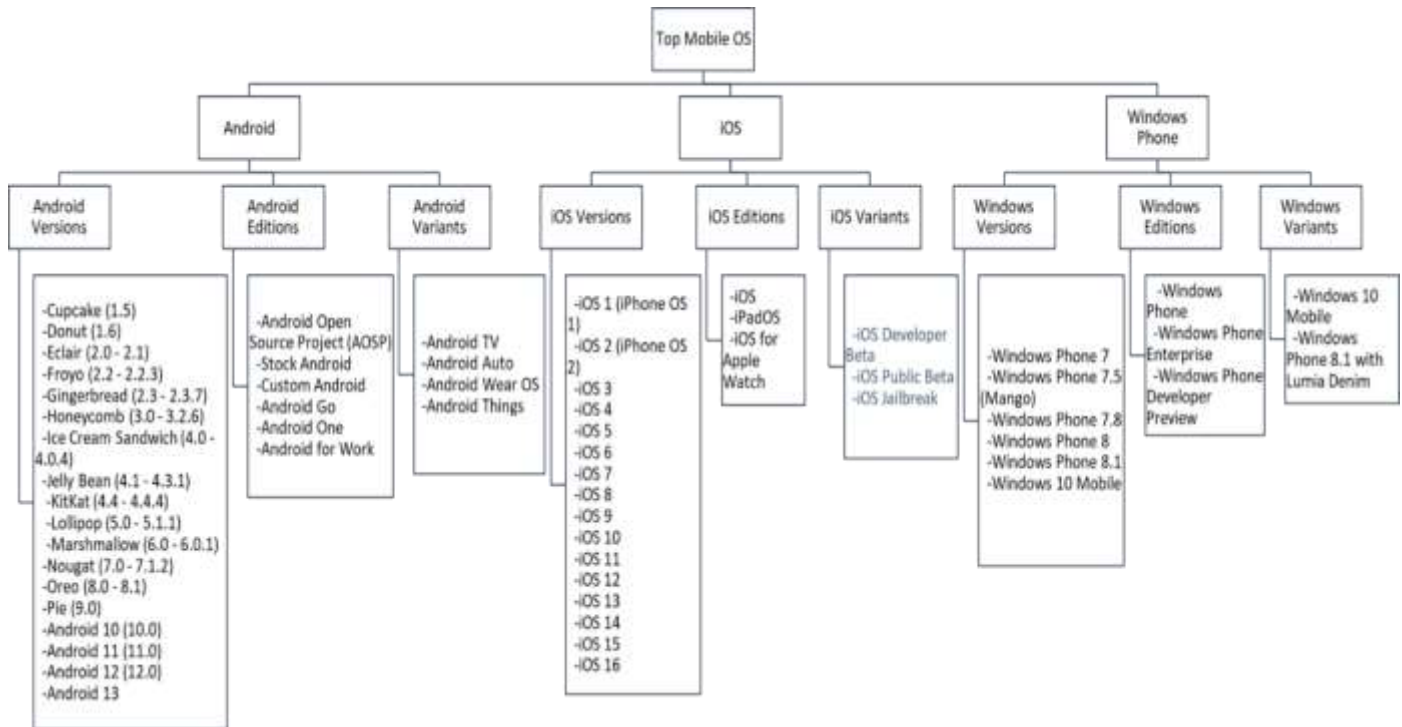 Top Mobile OS
Android
iOS
Windows
Phone
Android
Versions
Android
Editions
Android
Variants
iOS Versions
iOS Editions
iOS Variants
Windows
Versions
Windows
Editions
Windows
Variants
-Cupcake (1.5)
-Donut (1.6)
-Eclair (2.0 - 2.1)
-Froyo (2.2 - 2.2.3)
-Gingerbread (2.3 - 2.3.7)
-Honeycomb (3.0 - 3.2.6)
-Ice Cream Sandwich (4.0 -
4.0.4)
-Jelly Bean (4.1 - 4.3.1)
-KitKat (4.4 - 4.4.4)
-Lollipop (5.0 - 5.1.1)
-Marshmallow (6.0 - 6.0.1)
-Nougat (7.0 - 7.1.2)
-Oreo (8.0 - 8.1)
-Pie (9.0)
-Android 10 (10.0)
-Android 11 (11.0)
-Android 12 (12.0)
-Android 13
-Android Open
Source Project (AOSP)
-Stock Android
-Custom Android
-Android Go
-Android One
-Android for Work
-Android TV
-Android Auto
-Android Wear OS
-Android Things
-iOS 1 (iPhone OS
1)
-iOS 2 (iPhone OS
2)
-iOS 3
-iOS 4
-iOS 5
-iOS 6
-iOS 7
-iOS 8
-iOS 9
-iOS 10
-iOS 11
-iOS 12
-iOS 13
-iOS 14
-iOS 15
-iOS 16
-iOS
-iPadOS
-iOS for
Apple
Watch
-iOS Developer
Beta
-iOS Public Beta
-iOS Jailbreak
-Windows Phone 7
-Windows Phone 7.5
(Mango)
-Windows Phone 7.8
-Windows Phone 8
-Windows Phone 8.1
-Windows 10 Mobile
-Windows
Phone
-Windows Phone
Enterprise
-Windows Phone
Developer
Preview
-Windows 10
Mobile
-Windows
Phone 8.1 with
Lumia Denim